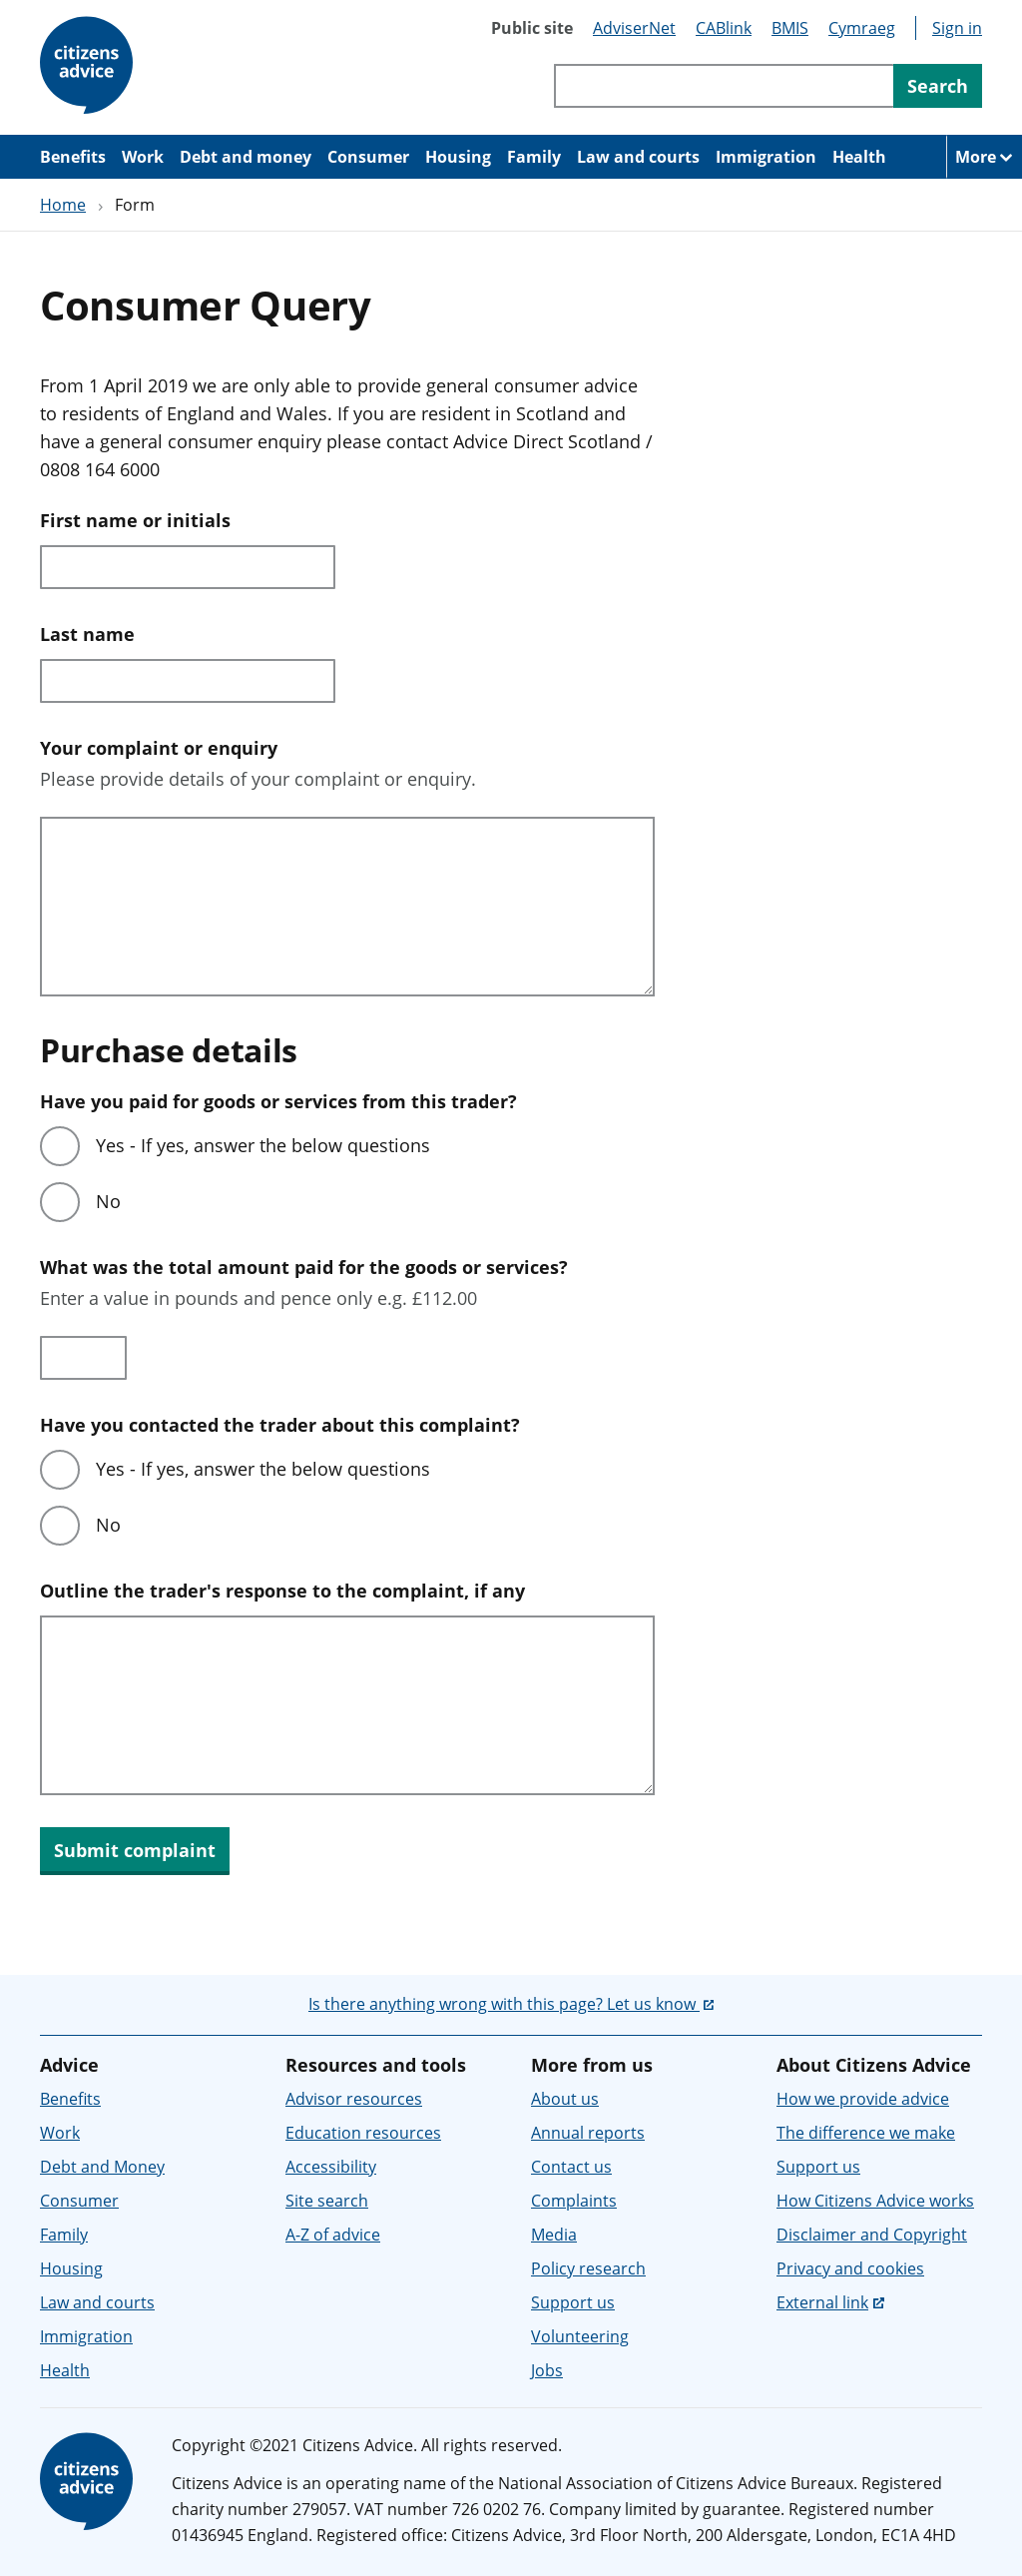 citizens
advice
Public site AdviserNet CABlink BMIS Cymraeg Sign in
Search
Benefits Work Debt and money Consumer Housing Family Law and courts Immigration Health More
Home › Form
Consumer Query
From 1 April 2019 we are only able to provide general consumer advice
to residents of England and Wales. If you are resident in Scotland and
have a general consumer enquiry please contact Advice Direct Scotland /
0808 164 6000
First name or initials
Last name
Your complaint or enquiry
Please provide details of your complaint or enquiry.
Purchase details
Have you paid for goods or services from this trader?
Yes - If yes, answer the below questions
No
What was the total amount paid for the goods or services?
Enter a value in pounds and pence only e.g. £112.00
Have you contacted the trader about this complaint?
Yes - If yes, answer the below questions
No
Outline the trader's response to the complaint, if any
Submit complaint
Is there anything wrong with this page? Let us know
Advice
Benefits
Work
Debt and Money
Consumer
Family
Housing
Law and courts
Immigration
Health
Resources and tools
Advisor resources
Education resources
Accessibility
Site search
A-Z of advice
More from us
About us
Annual reports
Contact us
Complaints
Media
Policy research
Support us
Volunteering
Jobs
About Citizens Advice
How we provide advice
The difference we make
Support us
How Citizens Advice works
Disclaimer and Copyright
Privacy and cookies
External link
citizens
advice
Copyright ©2021 Citizens Advice. All rights reserved.
Citizens Advice is an operating name of the National Association of Citizens Advice Bureaux. Registered
charity number 279057. VAT number 726 0202 76. Company limited by guarantee. Registered number
01436945 England. Registered office: Citizens Advice, 3rd Floor North, 200 Aldersgate, London, EC1A 4HD